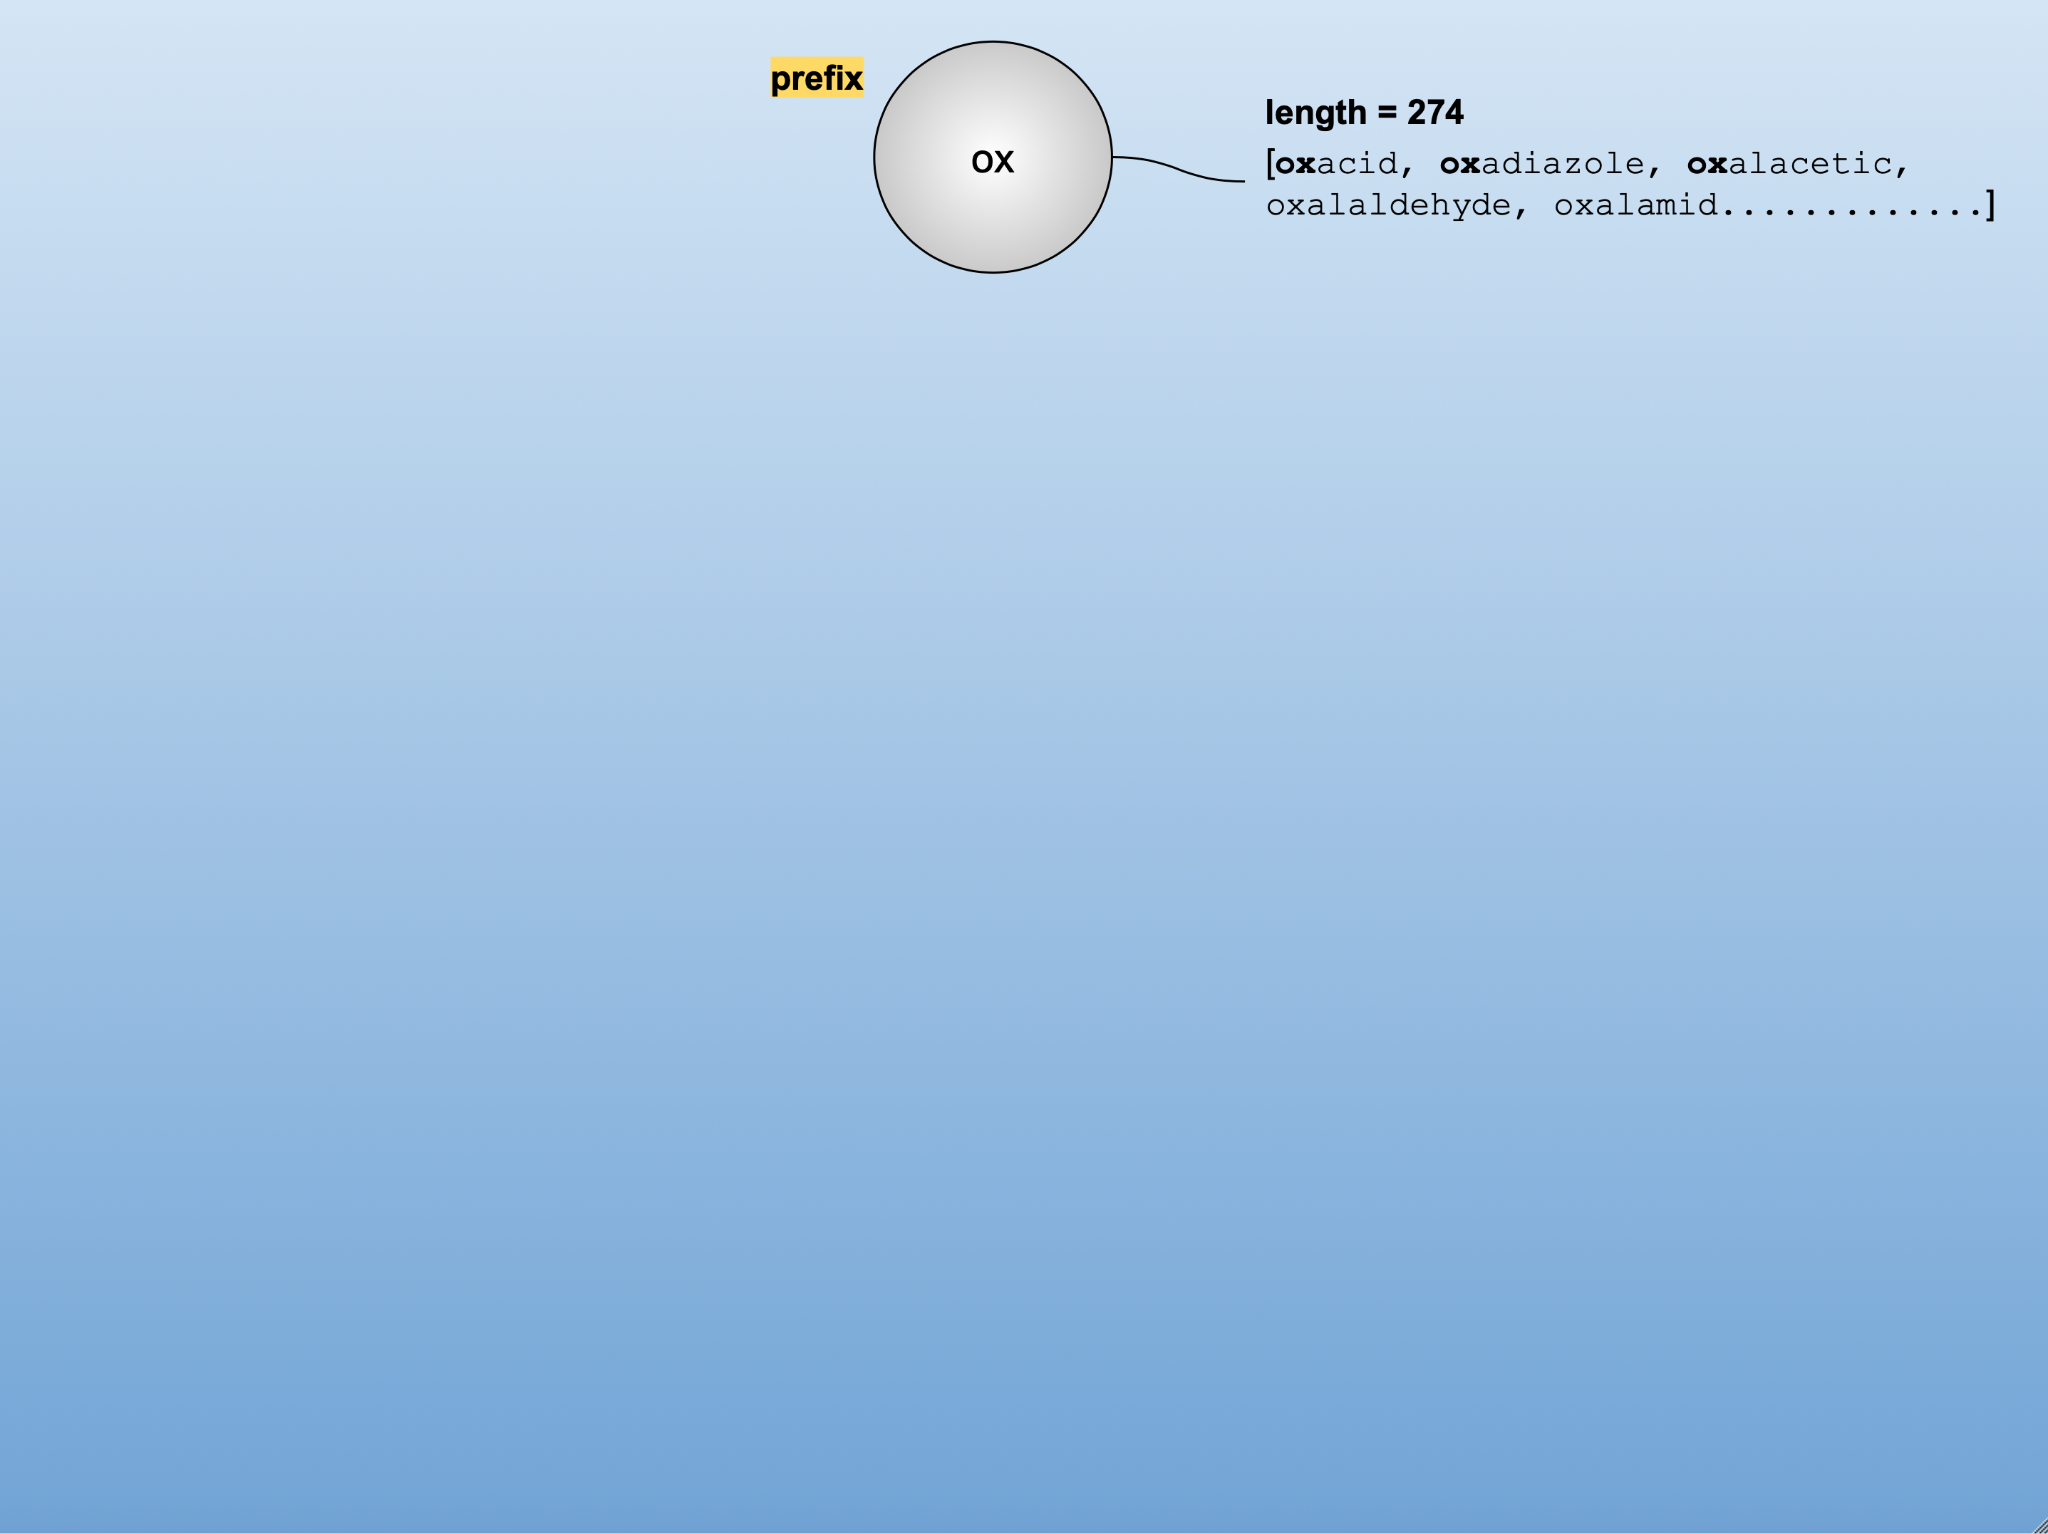 prefix
OX
length = 274
[oxacid, oxadiazole, oxalacetic,
oxalaldehyde, oxalamid.............]